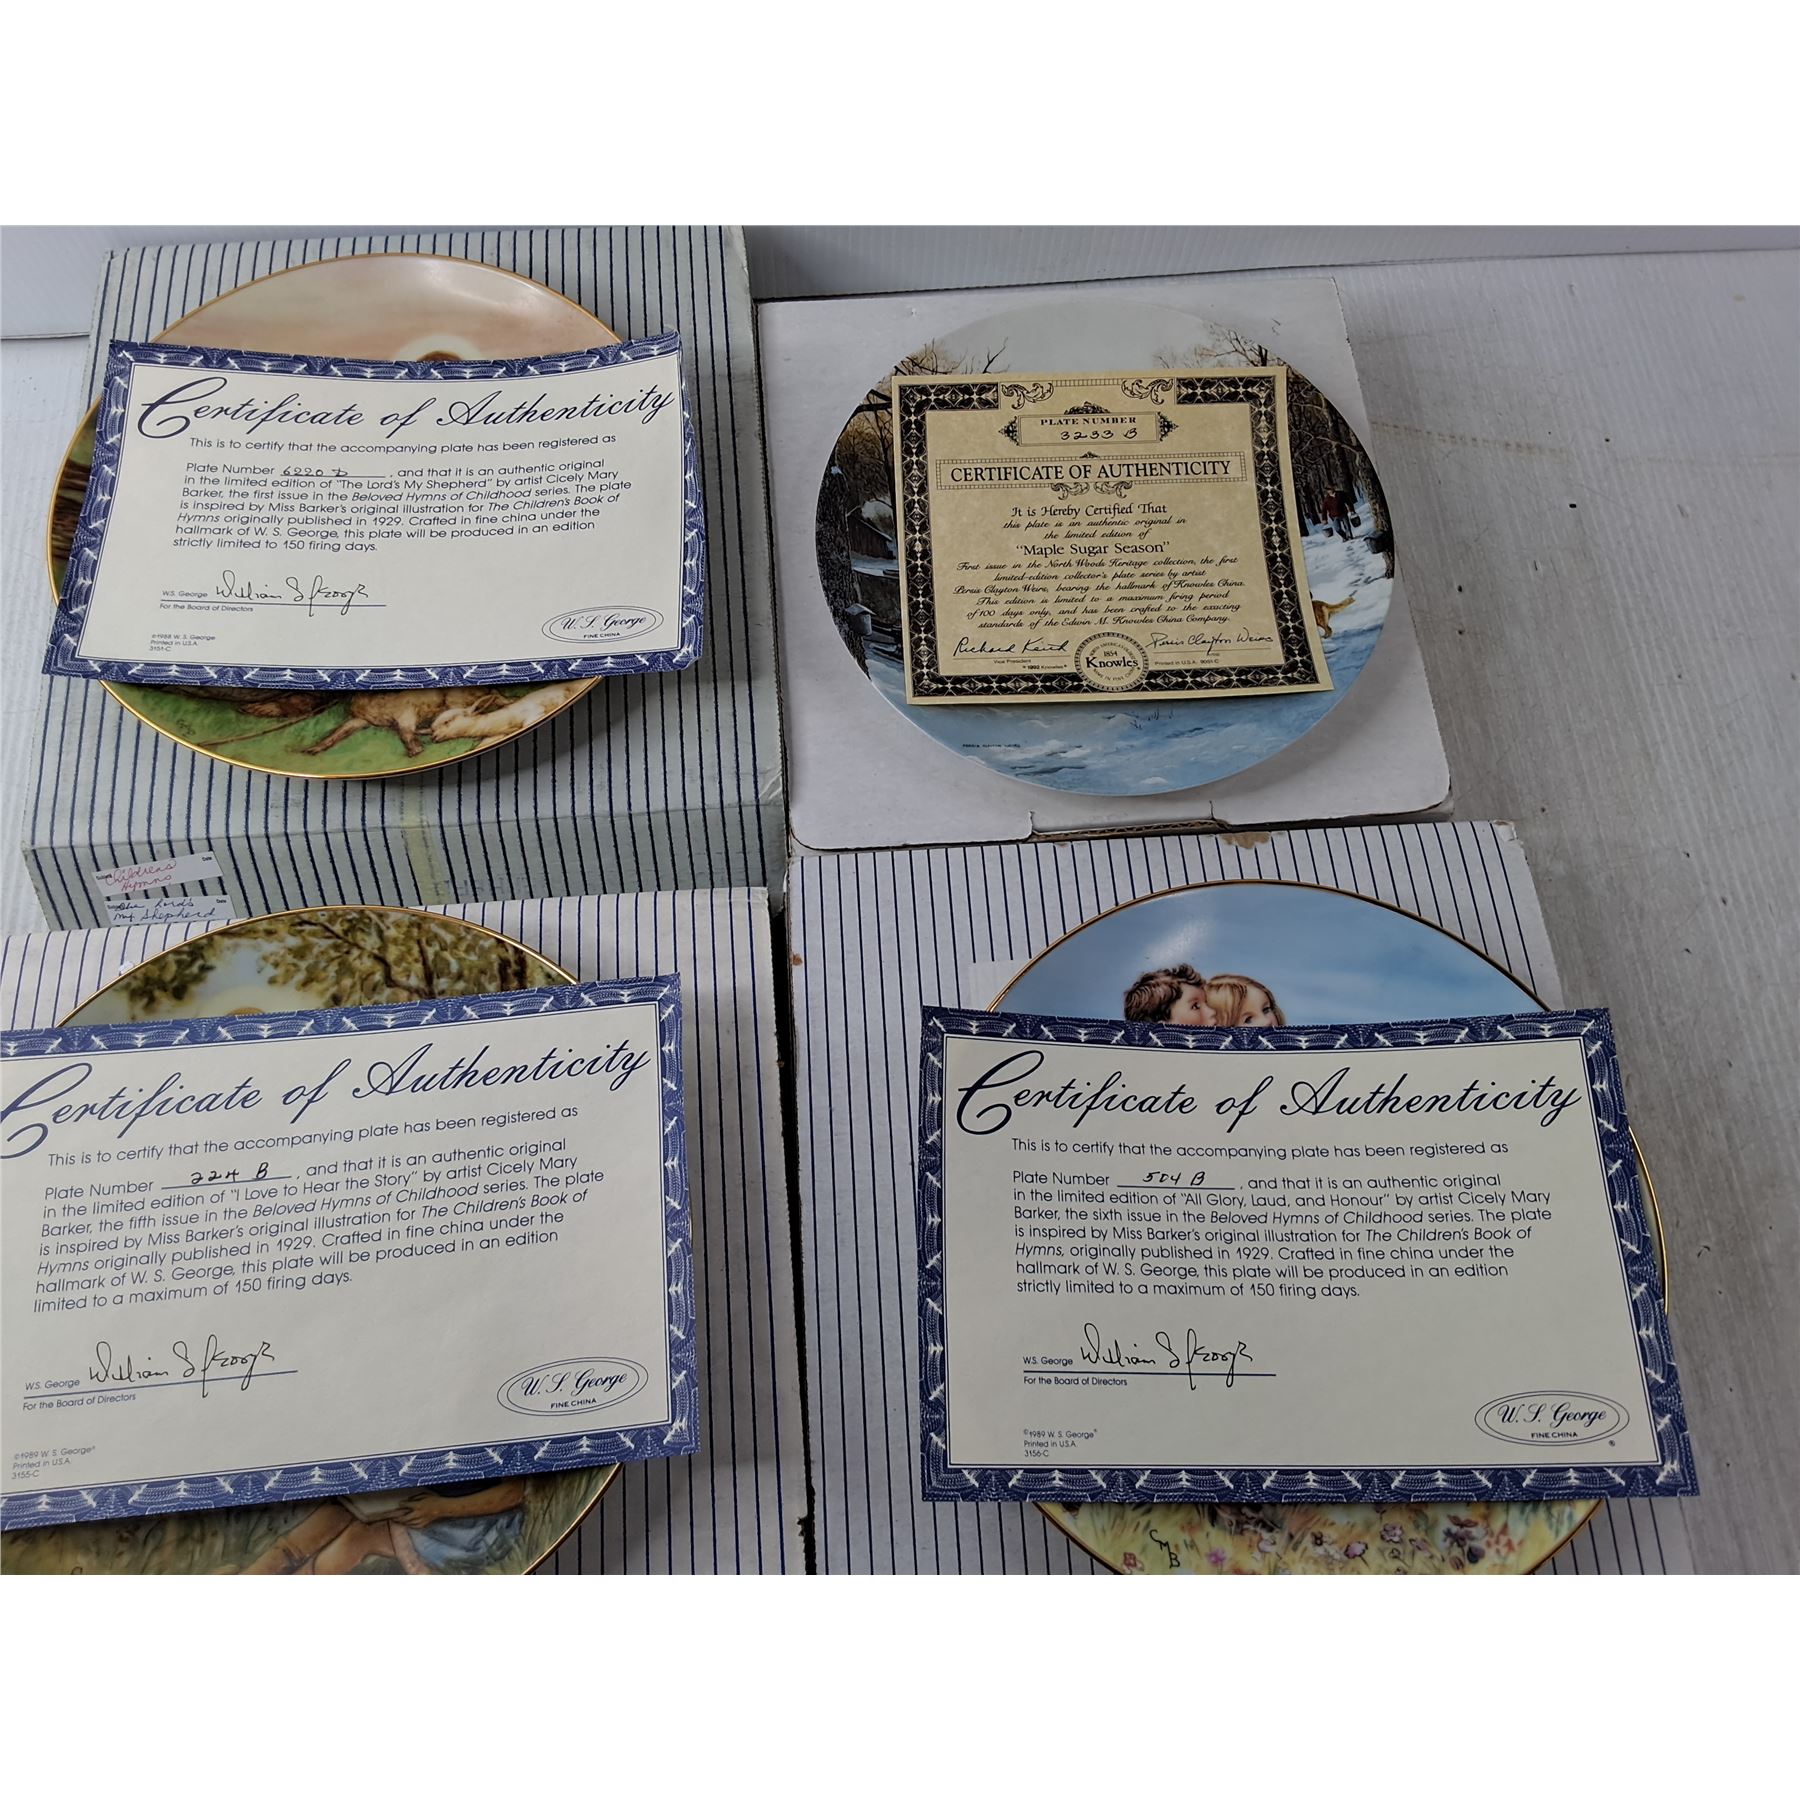 Certificate of Authenticity
This is to certify that the accompanying plate has been registered as
Plate Number 6220 D, and that it is an authentic original
in the limited edition of "The Lord's My Shepherd" by artist Cicely Mary
Barker, the first issue in the Beloved Hymns of Childhood series. The plate
is inspired by Miss Barker's original illustration for The Children's Book of
Hymns originally published in 1929. Crafted in fine china under the
hallmark of W. S. George, this plate will be produced in an edition
strictly limited to 150 firing days.
W.S. George
For the Board of Directors
W. S. George
FINE CHINA
©1988 W. S. George
Printed in U.S.A.
3151-C
Childrens
Hymns
Date
The Lord's
My Shepherd
Date
PLATE NUMBER
3253 B
CERTIFICATE OF AUTHENTICITY
It is Hereby Certified That
this plate is an authentic original in
the limited edition of
"Maple Sugar Season"
First issue in the North Woods Heritage collection, the first
limited-edition collector's plate series by artist
Persis Clayton Weirs, bearing the hallmark of Knowles China.
This edition is limited to a maximum firing period
of 100 days only, and has been crafted to the exacting
standards of the Edwin M. Knowles China Company.
Persis Clayton Weirs
Vice President
©1992 Knowles®
1854
Knowles
Printed in U.S.A. 9051-C
PERSIS CLAYTON WEIRS
Certificate of Authenticity
This is to certify that the accompanying plate has been registered as
Plate Number 224 B, and that it is an authentic original
in the limited edition of "I Love to Hear the Story" by artist Cicely Mary
Barker, the fifth issue in the Beloved Hymns of Childhood series. The plate
is inspired by Miss Barker's original illustration for The Children's Book of
Hymns originally published in 1929. Crafted in fine china under the
hallmark of W. S. George, this plate will be produced in an edition
limited to a maximum of 150 firing days.
W.S. George
For the Board of Directors
W. S. George
FINE CHINA
©1989 W. S. George®
Printed in U.S.A.
3155-C
Certificate of Authenticity
This is to certify that the accompanying plate has been registered as
Plate Number 504 B, and that it is an authentic original
in the limited edition of "All Glory, Laud, and Honour" by artist Cicely Mary
Barker, the sixth issue in the Beloved Hymns of Childhood series. The plate
is inspired by Miss Barker's original illustration for The Children's Book of
Hymns, originally published in 1929. Crafted in fine china under the
hallmark of W. S. George, this plate will be produced in an edition
strictly limited to a maximum of 150 firing days.
W.S. George
For the Board of Directors
W. S. George
FINE CHINA
®
©1989 W. S. George®
Printed in U.S.A.
3156-C
CMB